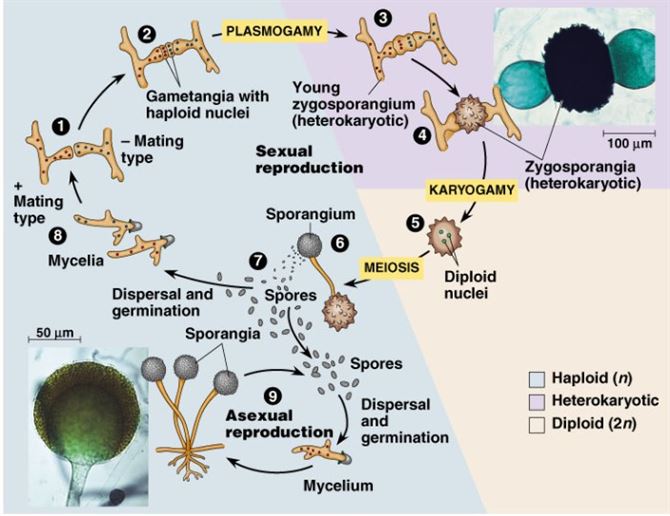 2
PLASMOGAMY
3
Gametangia with
haploid nuclei
Young
zygosporangium
(heterokaryotic)
1
– Mating
type
+
Mating
type
4
100 μm
Zygosporangia
(heterokaryotic)
Sexual
reproduction
KARYOGAMY
8
Mycelia
Sporangium
6
5
7
MEIOSIS
Diploid
nuclei
Dispersal and
germination
Spores
50 μm
Sporangia
Spores
9
Asexual
reproduction
Dispersal
and
germination
Mycelium
Haploid (n)
Heterokaryotic
Diploid (2n)